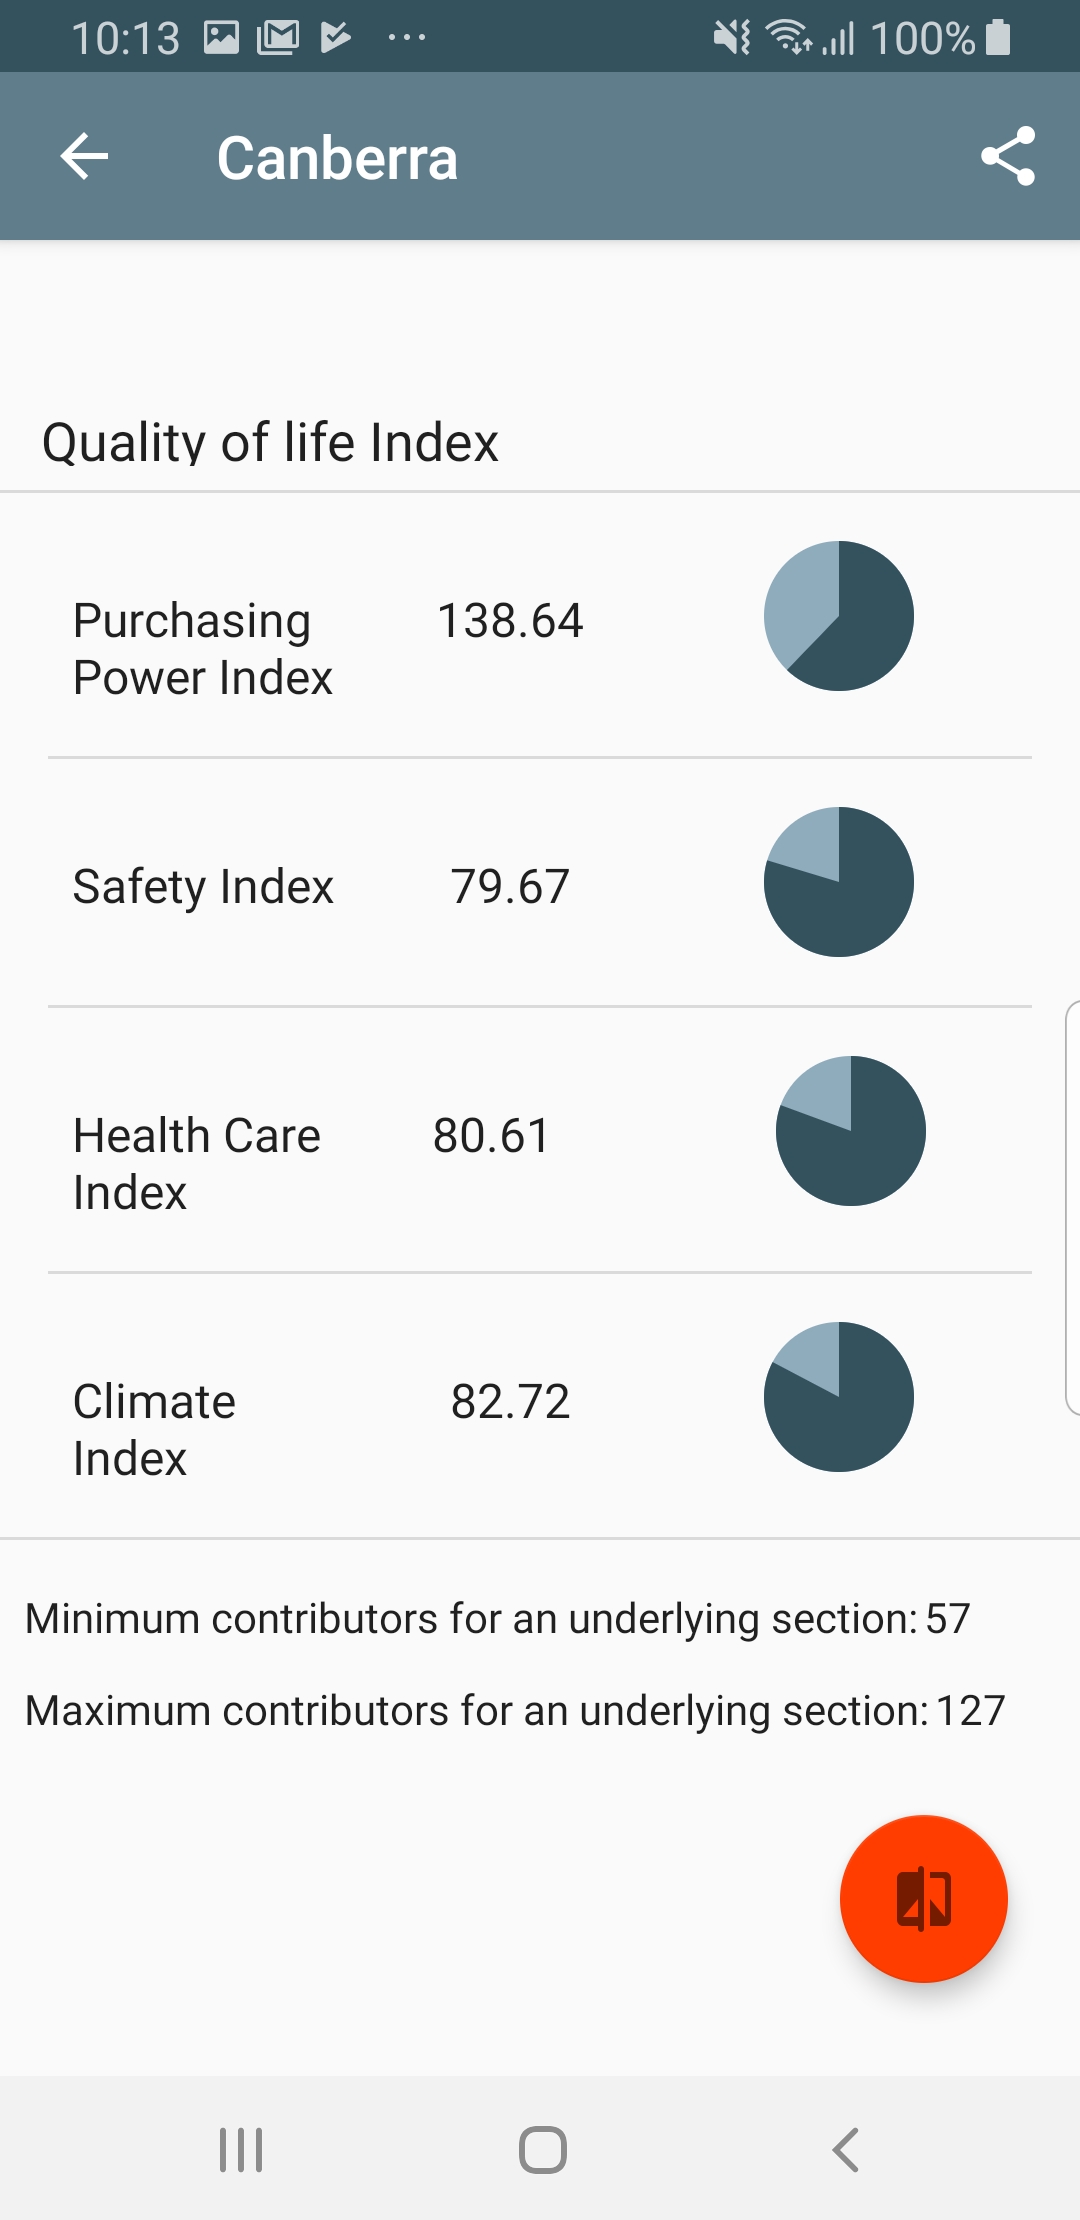 10:13 100%
Canberra
Quality of life Index
Purchasing 138.64
Power Index
Safety Index 79.67
Health Care 80.61
Index
Climate 82.72
Index
Minimum contributors for an underlying section: 57
Maximum contributors for an underlying section: 127